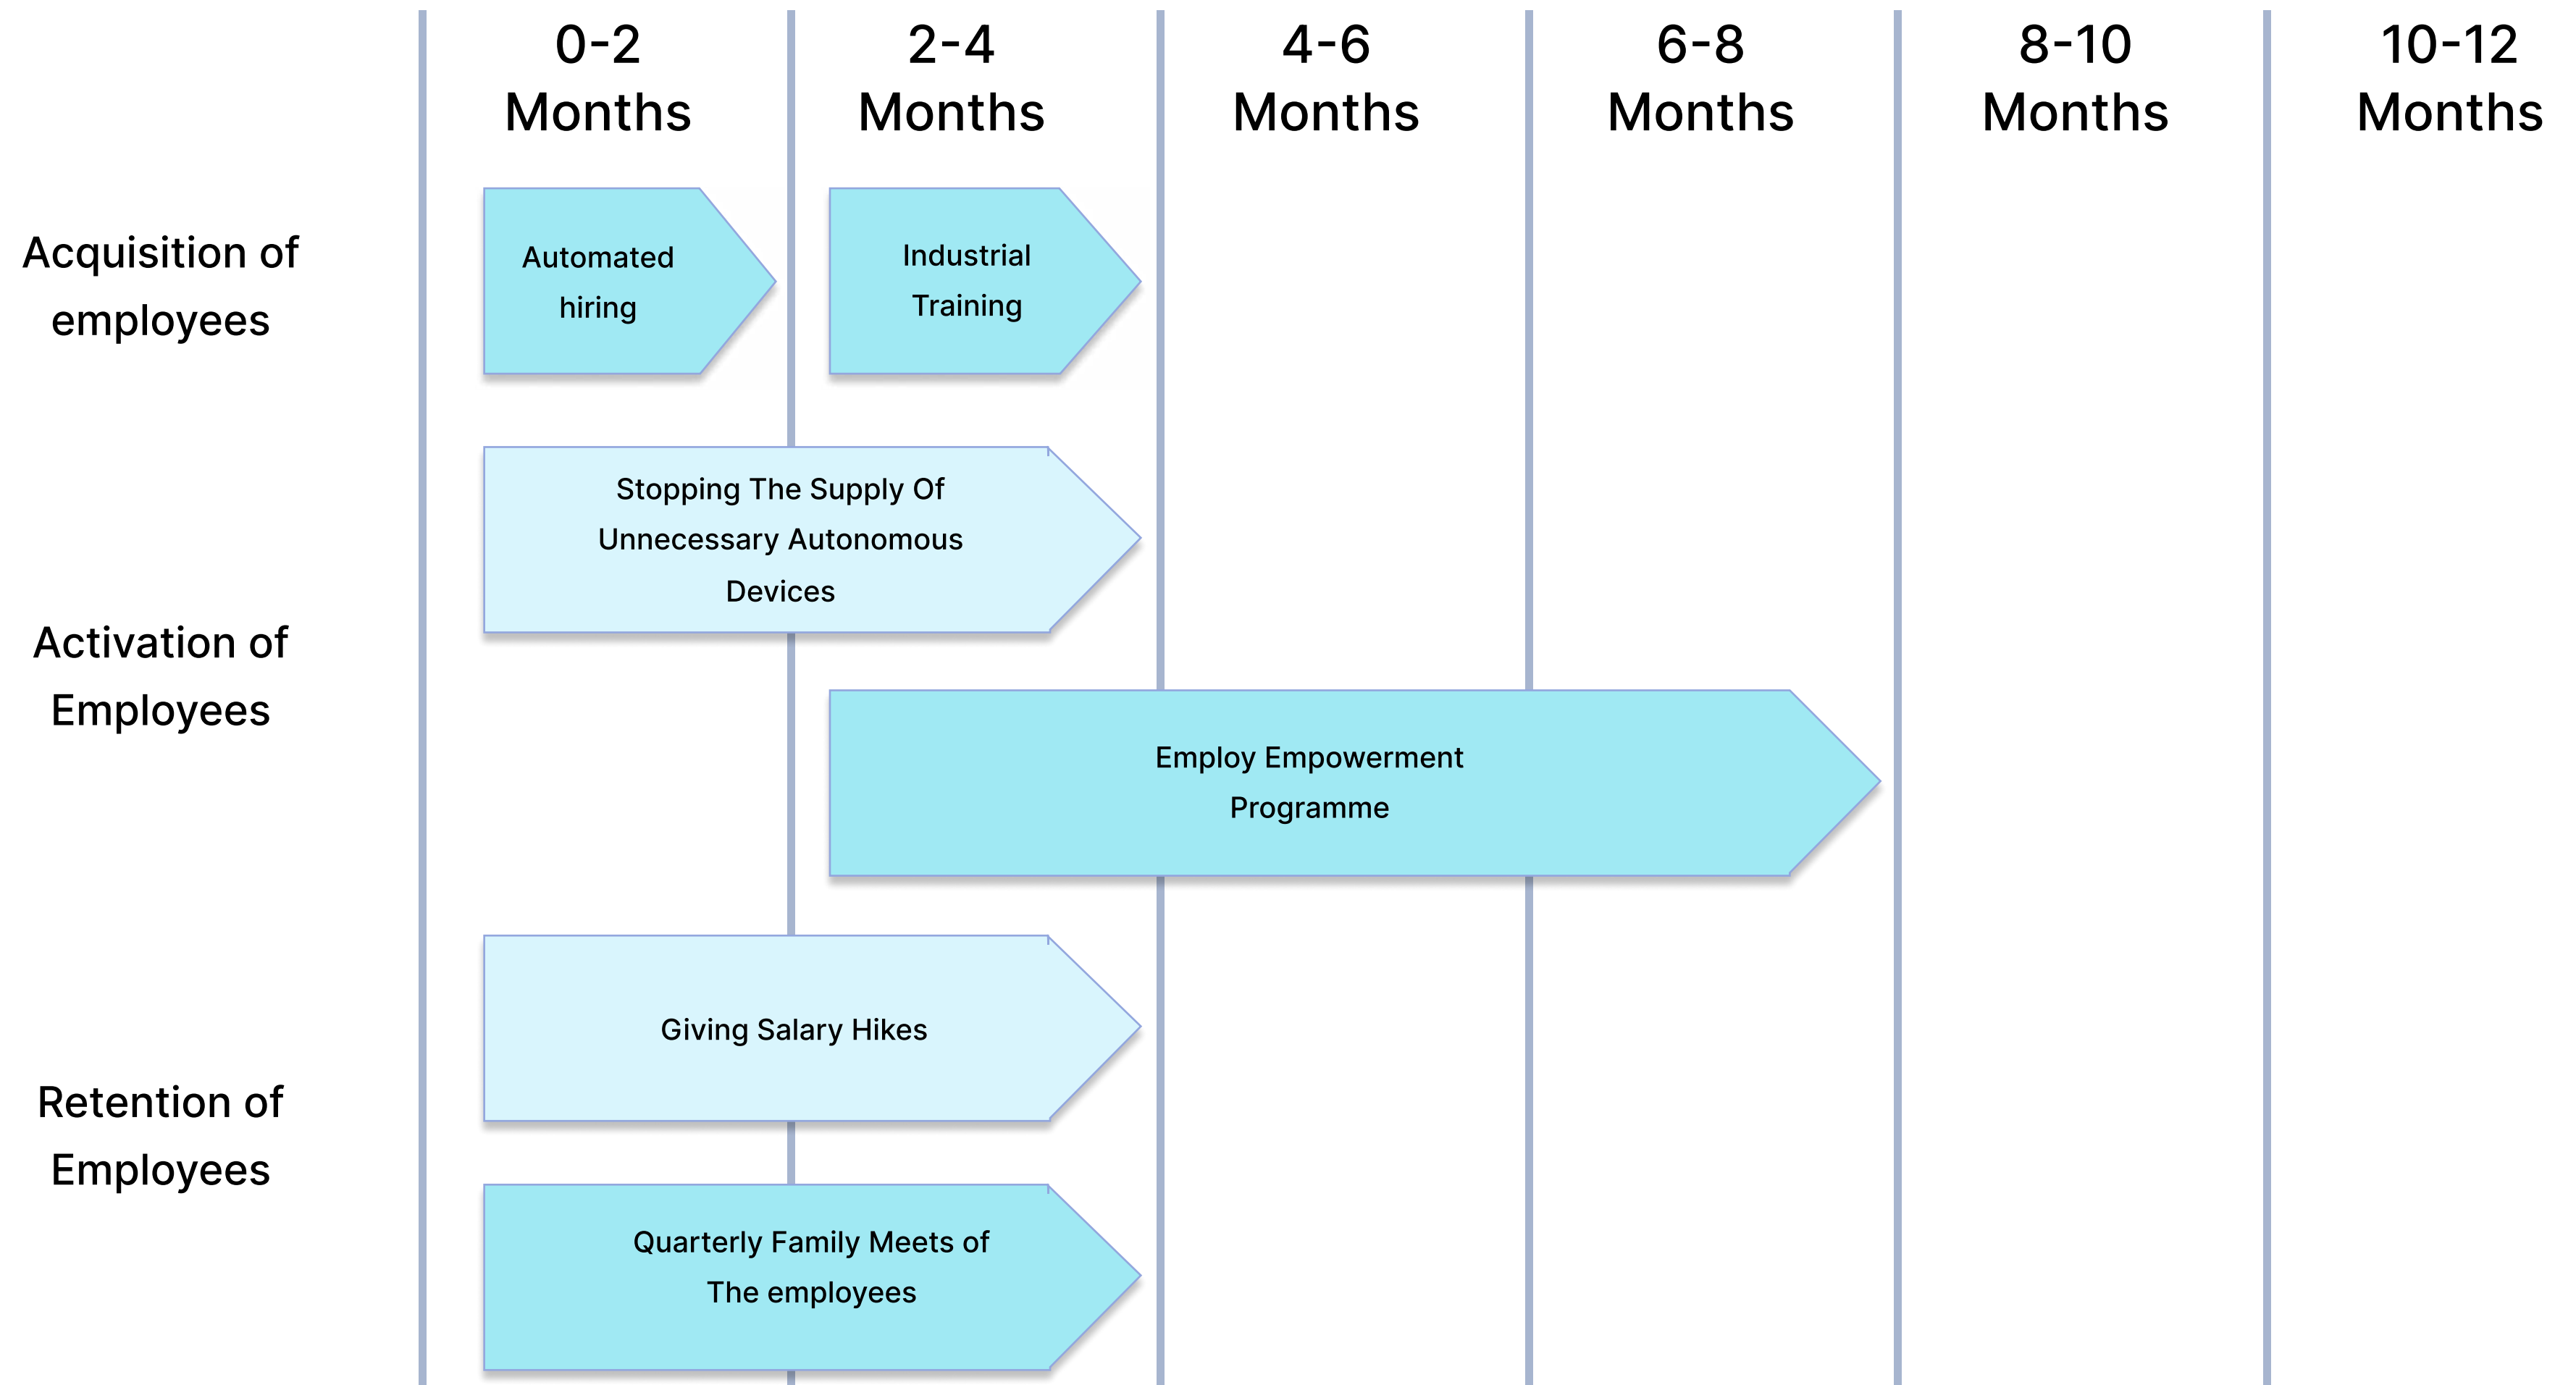 0-2
Months
2-4
Months
4-6
Months
6-8
Months
8-10
Months
10-12
Months
Acquisition of
employees
Automated
hiring
Industrial
Training
Activation of
Employees
Stopping The Supply Of
Unnecessary Autonomous
Devices
Employ Empowerment
Programme
Retention of
Employees
Giving Salary Hikes
Quarterly Family Meets of
The employees